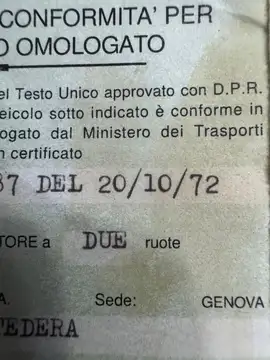 CONFORMITA' PER
O OMOLOGATO
el Testo Unico approvato con D.P.R.
eicolo sotto indicato è conforme in
ogato dal Ministero dei Trasporti
n certificato
37 DEL 20/10/72
TORE a DUE ruote
A. Sede: GENOVA
TEDERA